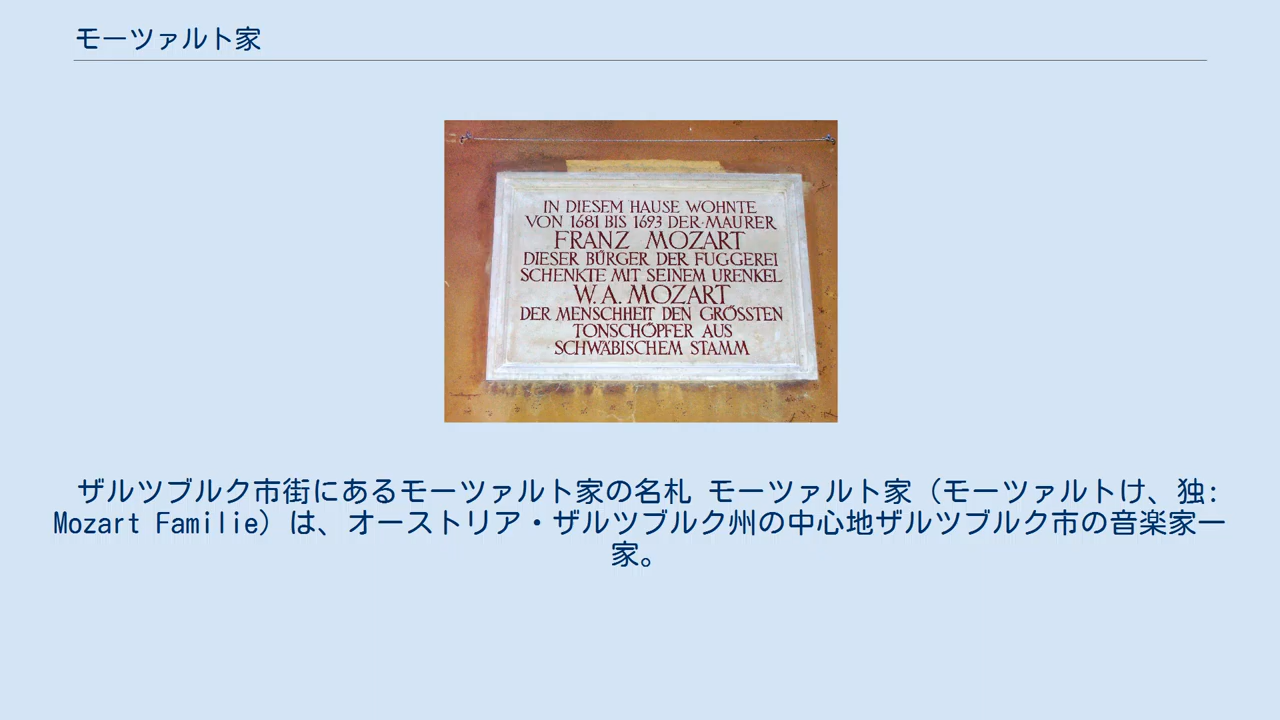 モーツァルト家
IN DIESEM HAUSE WOHNTE
VON 1681 BIS 1693 DER·MAURER
FRANZ MOZART
DIESER BÜRGER DER FUGGEREI
SCHENKTE MIT SEINEM URENKEL
W. A. MOZART
DER MENSCHHEIT DEN GRÖSSTEN
TONSCHÖPFER AUS
SCHWÄBISCHEM STAMM
ザルツブルク市街にあるモーツァルト家の名札 モーツァルト家（モーツァルトけ、独:
Mozart Familie）は、オーストリア・ザルツブルク州の中心地ザルツブルク市の音楽家一
家。